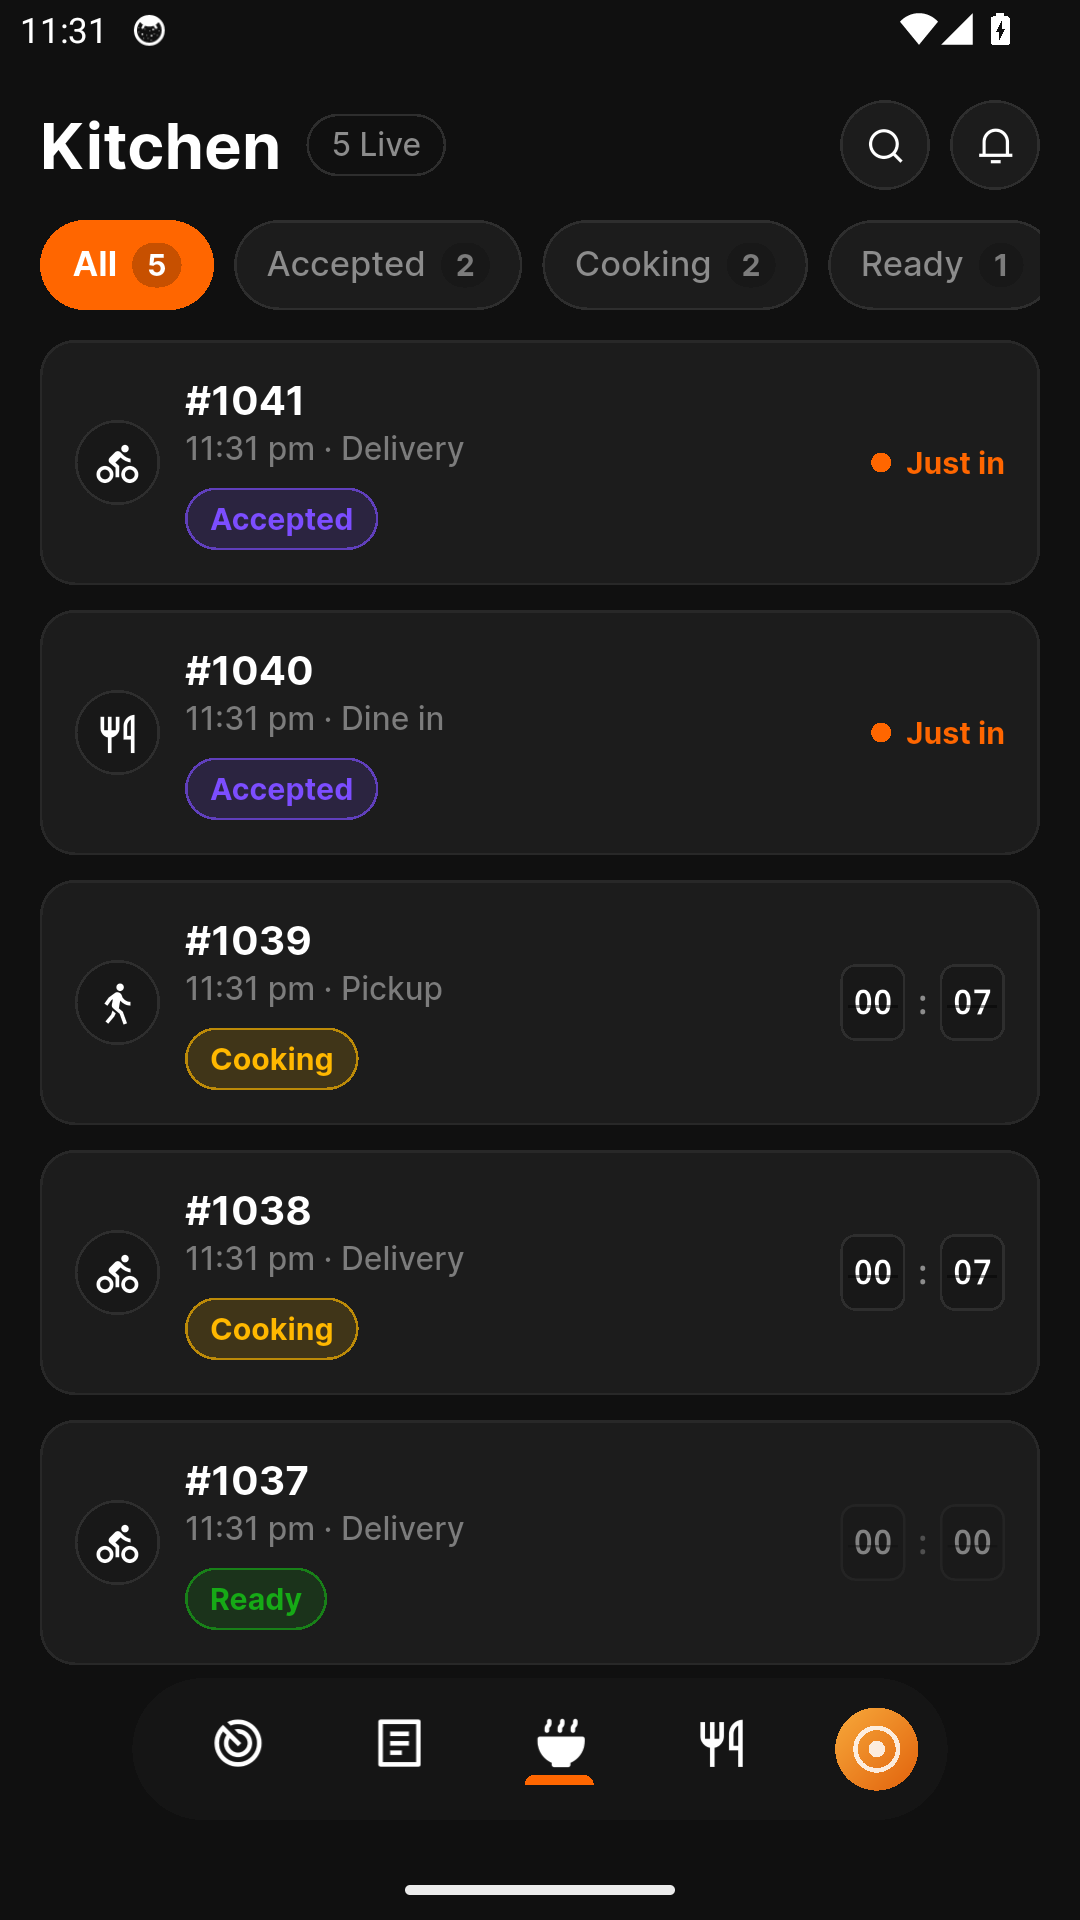 11:31
Kitchen 5 Live
All 5 Accepted 2 Cooking 2 Ready 1
#1041
11:31 pm · Delivery
Just in
Accepted
#1040
11:31 pm · Dine in
Just in
Accepted
#1039
11:31 pm · Pickup
00 : 07
Cooking
#1038
11:31 pm · Delivery
00 : 07
Cooking
#1037
11:31 pm · Delivery
00 : 00
Ready